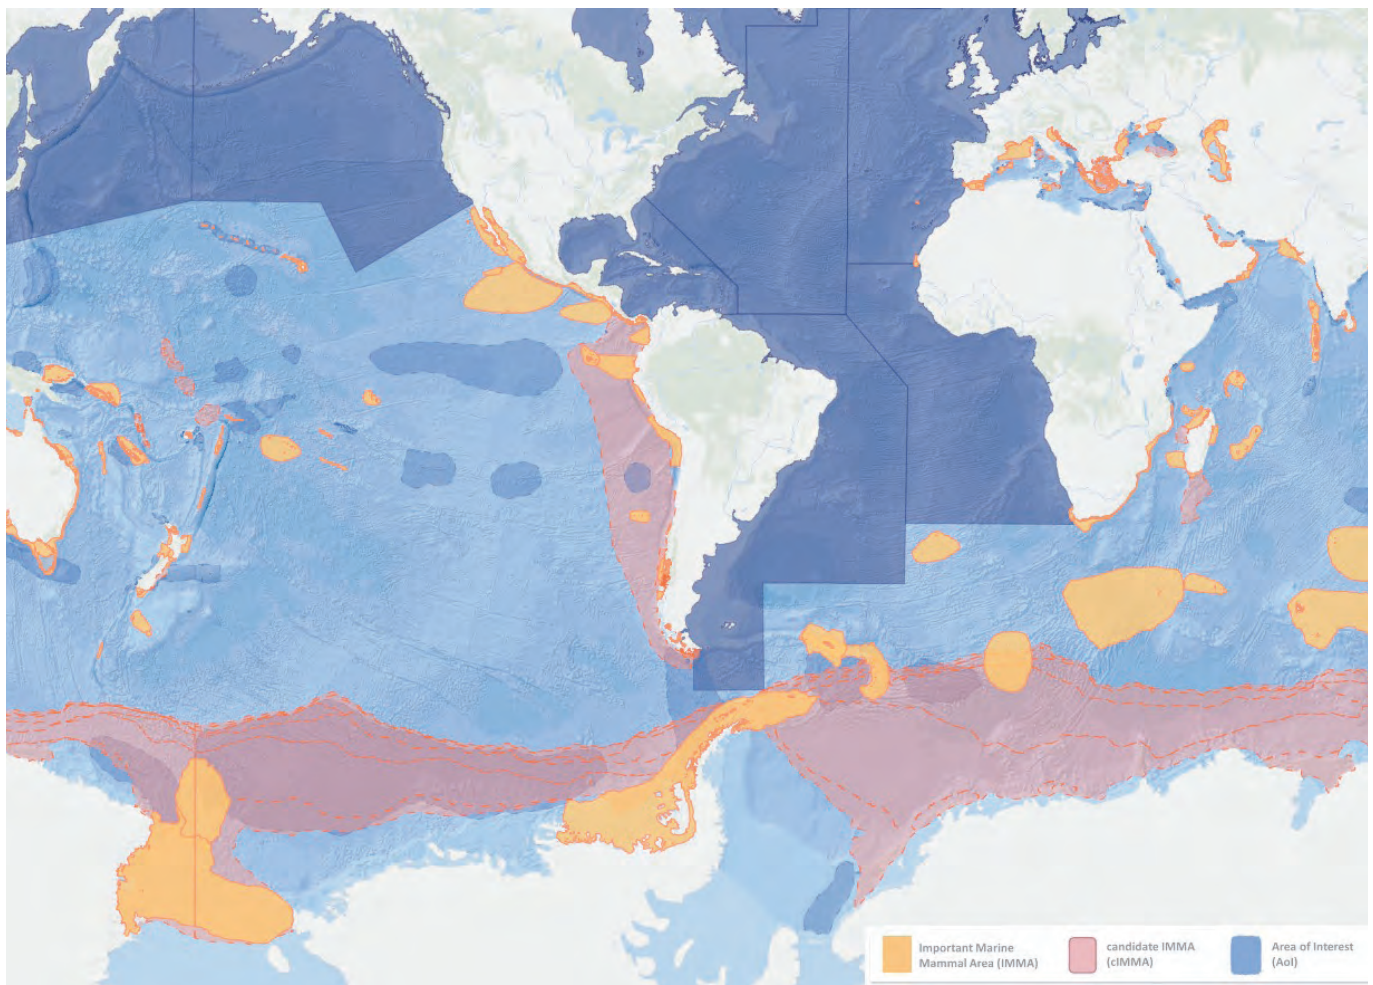 Important Marine
Mammal Area (IMMA)
candidate IMMA
(cIMMA)
Area of Interest
(AoI)